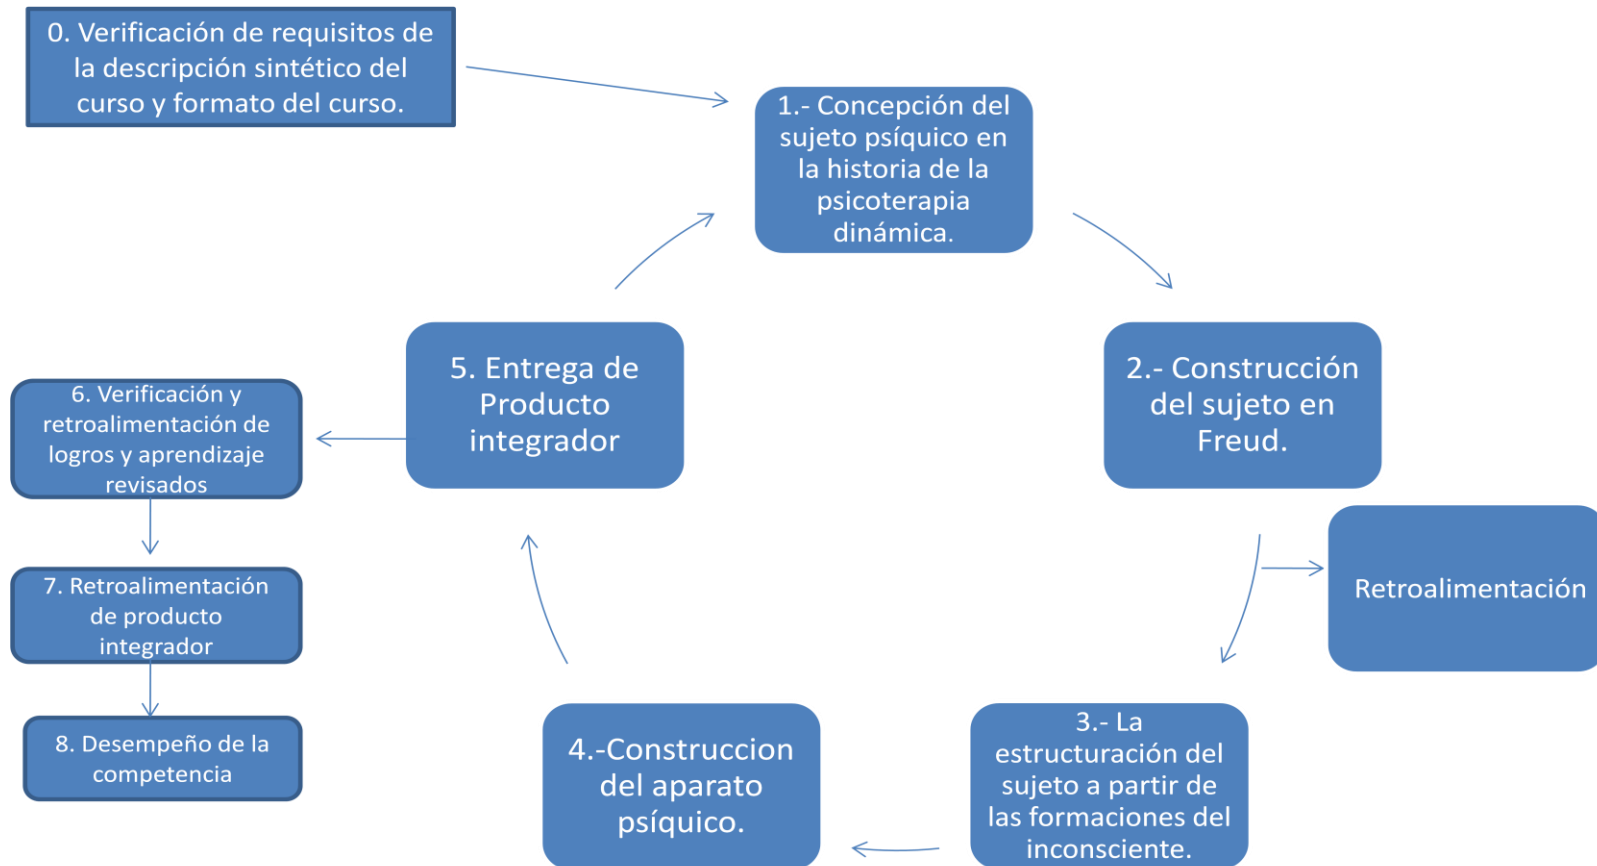 0. Verificación de requisitos de
la descripción sintético del
curso y formato del curso.
1.- Concepción del
sujeto psíquico en
la historia de la
psicoterapia
dinámica.
2.- Construcción
del sujeto en
Freud.
Retroalimentación
3.- La
estructuración del
sujeto a partir de
las formaciones del
inconsciente.
4.-Construccion
del aparato
psíquico.
5. Entrega de
Producto
integrador
6. Verificación y
retroalimentación de
logros y aprendizaje
revisados
7. Retroalimentación
de producto
integrador
8. Desempeño de la
competencia